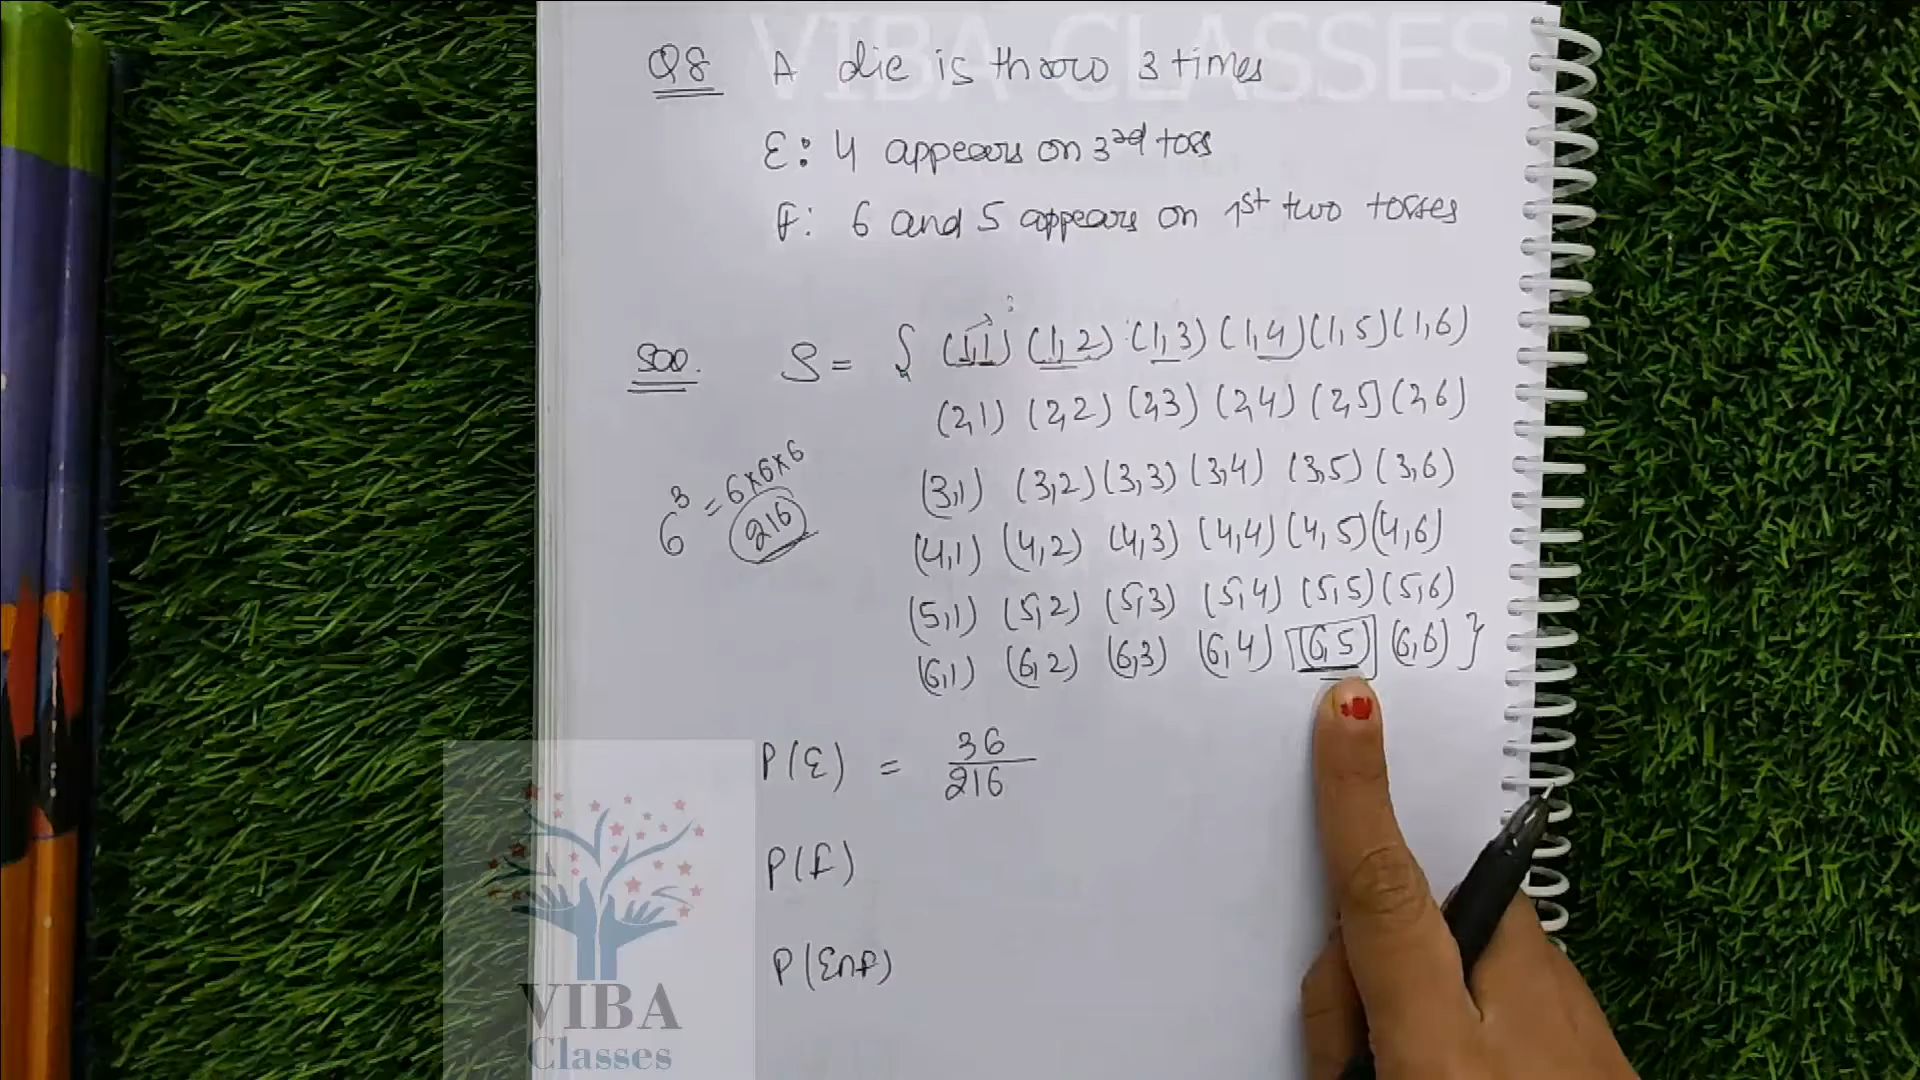 VIBA CLASSES
Q8 A die is throw 3 times
E: 4 appears on 3rd toss
F: 6 and 5 appears on 1st two tosses
Sol. S = { (1,1) (1,2) (1,3) (1,4) (1,5) (1,6)
(2,1) (2,2) (2,3) (2,4) (2,5) (2,6)
(3,1) (3,2) (3,3) (3,4) (3,5) (3,6)
6³ = 6×6×6
216
(4,1) (4,2) (4,3) (4,4) (4,5) (4,6)
(5,1) (5,2) (5,3) (5,4) (5,5) (5,6)
(6,1) (6,2) (6,3) (6,4) (6,5) (6,6) }
P(E) = 36/216
P(F)
P(E∩F)
VIBA
Classes